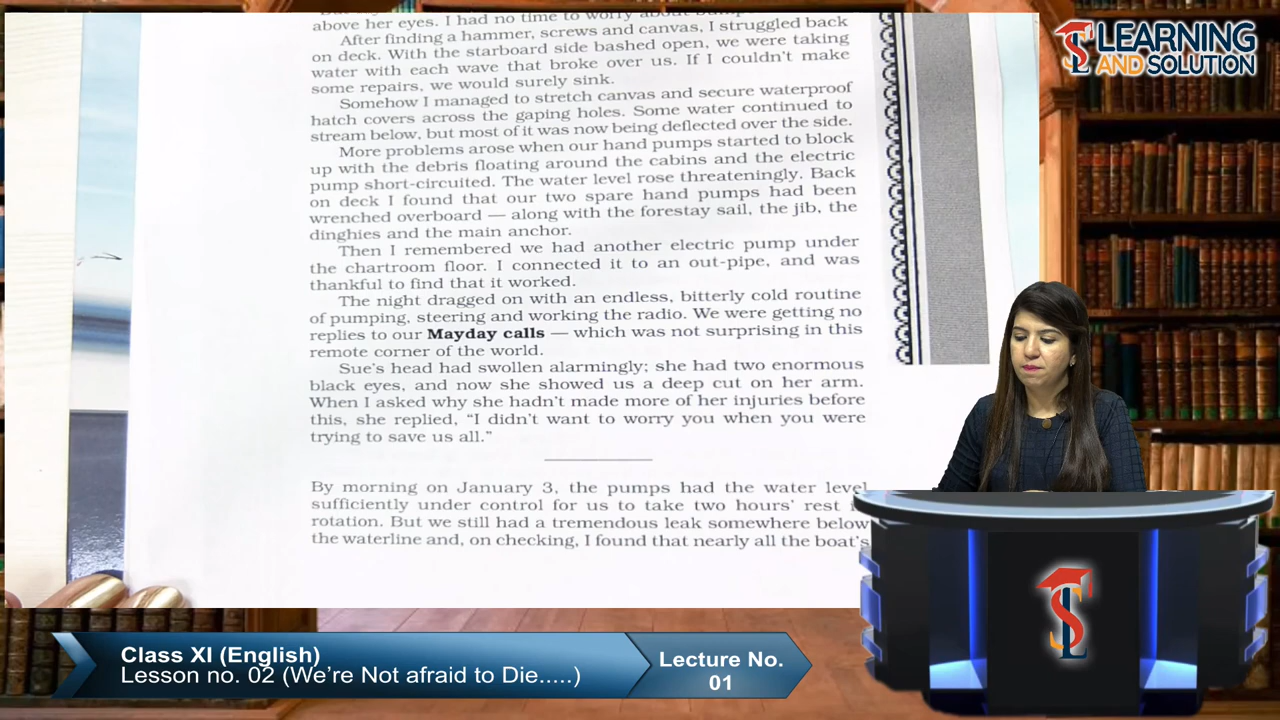 above her eyes. I had no time to worry about
After finding a hammer, screws and canvas, I struggled back
on deck. With the starboard side bashed open, we were taking
water with each wave that broke over us. If I couldn't make
some repairs, we would surely sink.
Somehow I managed to stretch canvas and secure waterproof
hatch covers across the gaping holes. Some water continued to
stream below, but most of it was now being deflected over the side.
More problems arose when our hand pumps started to block
up with the debris floating around the cabins and the electric
pump short-circuited. The water level rose threateningly. Back
on deck I found that our two spare hand pumps had been
wrenched overboard — along with the forestay sail, the jib, the
dinghies and the main anchor.
Then I remembered we had another electric pump under
the chartroom floor. I connected it to an out-pipe, and was
thankful to find that it worked.
The night dragged on with an endless, bitterly cold routine
of pumping, steering and working the radio. We were getting no
replies to our Mayday calls — which was not surprising in this
remote corner of the world.
Sue's head had swollen alarmingly; she had two enormous
black eyes, and now she showed us a deep cut on her arm.
When I asked why she hadn't made more of her injuries before
this, she replied, "I didn't want to worry you when you were
trying to save us all."
By morning on January 3, the pumps had the water level
sufficiently under control for us to take two hours' rest
rotation. But we still had a tremendous leak somewhere below
the waterline and, on checking, I found that nearly all the boat's
LEARNING
AND SOLUTION
Class XI (English)
Lesson no. 02 (We're Not afraid to Die.....)
Lecture No.
01